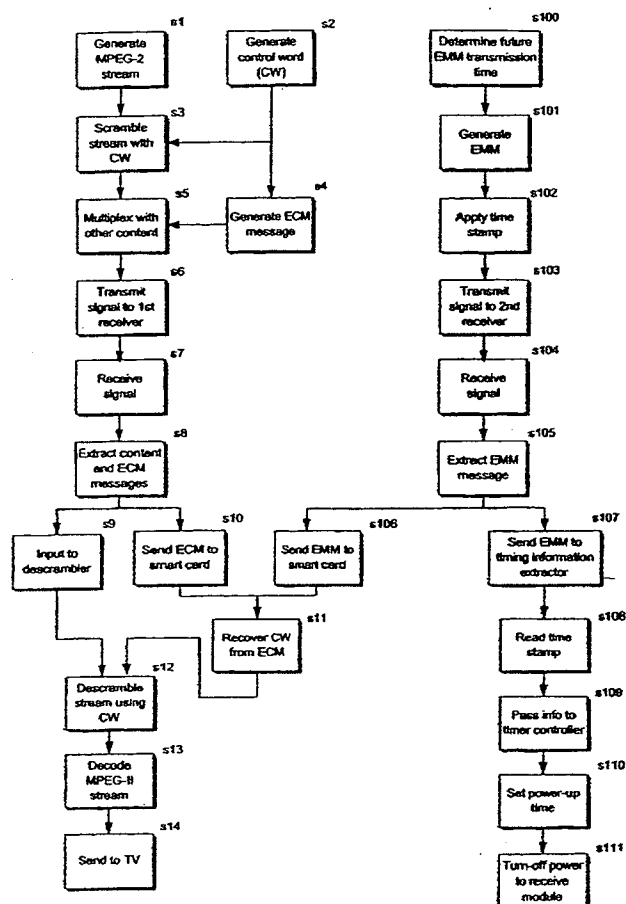 s1
Generate
MPEG-2
stream
s2
Generate
control word
(CW)
s3
Scramble
stream with
CW
s4
Generate ECM
message
s5
Multiplex with
other content
s6
Transmit
signal to 1st
receiver
s7
Receive
signal
s8
Extract content
and ECM
messages
s9
Input to
descrambler
s10
Send ECM to
smart card
s11
Recover CW
from ECM
s12
Descramble
stream using
CW
s13
Decode
MPEG-II
stream
s14
Send to TV
s100
Determine future
EMM transmission
time
s101
Generate
EMM
s102
Apply time
stamp
s103
Transmit
signal to 2nd
receiver
s104
Receive
signal
s105
Extract EMM
message
s106
Send EMM to
smart card
s107
Send EMM to
timing information
extractor
s108
Read time
stamp
s109
Pass info to
timer controller
s110
Set power-up
time
s111
Turn-off power
to receive
module